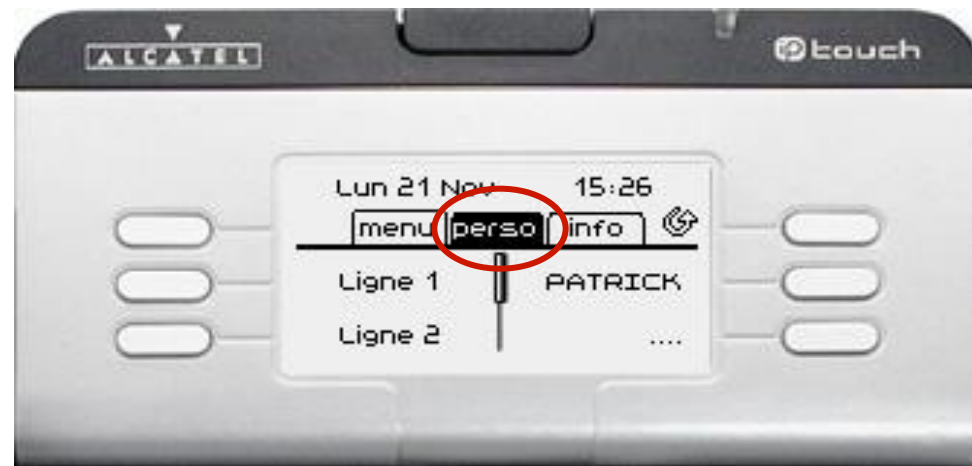 ALCATEL
touch
Lun 21 Nov 15:26
menu perso info
Ligne 1 PATRICK
Ligne 2 ....